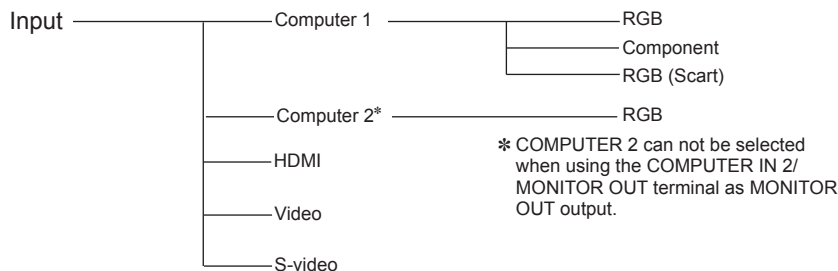 Input
Computer 1
RGB
Component
RGB (Scart)
Computer 2*
RGB
* COMPUTER 2 can not be selected
when using the COMPUTER IN 2/
MONITOR OUT terminal as MONITOR
OUT output.
HDMI
Video
S-video